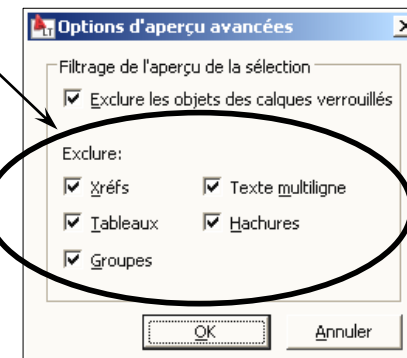 LT Options d'aperçu avancées
Filtrage de l'aperçu de la sélection
Exclure les objets des calques verrouillés
Exclure:
Xréfs Texte multiligne
Tableaux Hachures
Groupes
OK Annuler